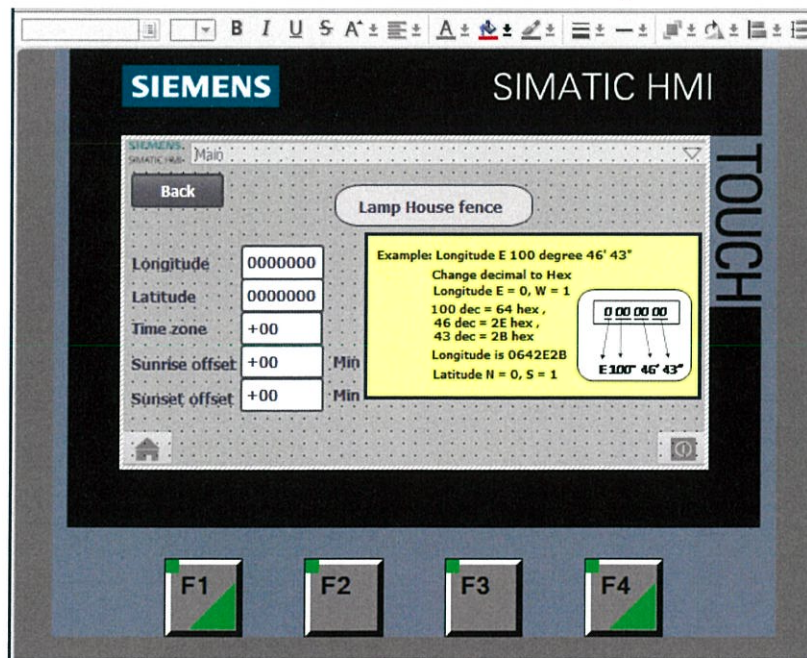 B I U S A A
SIEMENS SIMATIC HMI
TOUCH
SIEMENS
SIMATIC HMI
Main
Back
Lamp House fence
Longitude 0000000
Latitude 0000000
Time zone +00
Sunrise offset +00 Min
Sunset offset +00 Min
Example: Longitude E 100 degree 46' 43"
Change decimal to Hex
Longitude E = 0, W = 1
100 dec = 64 hex ,
46 dec = 2E hex ,
43 dec = 2B hex
Longitude is 0642E2B
Latitude N = 0, S = 1
0 00 00 00
E 100° 46' 43"
F1 F2 F3 F4